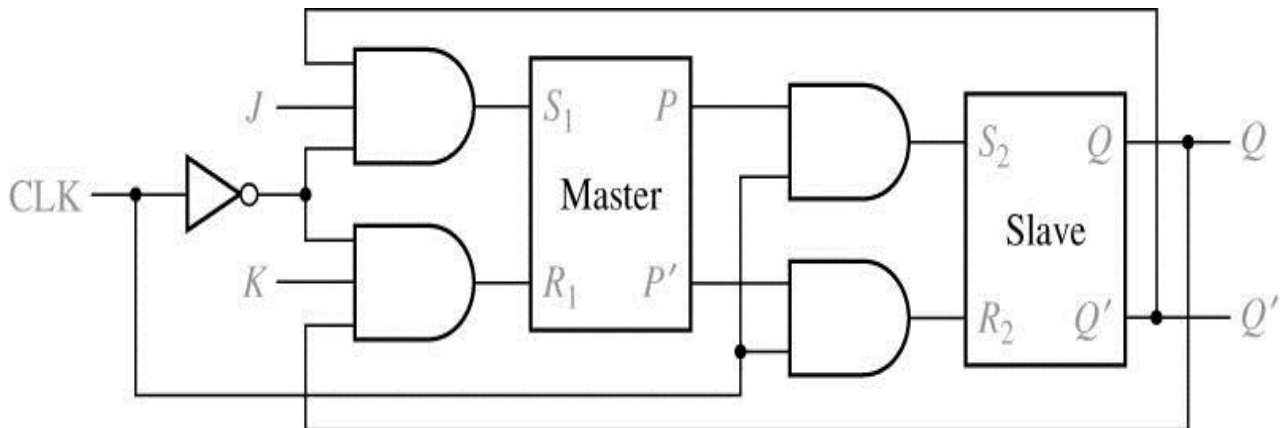 J
CLK
K
S₁ P
Master
R₁ P′
S₂ Q
Slave
R₂ Q′
Q
Q′